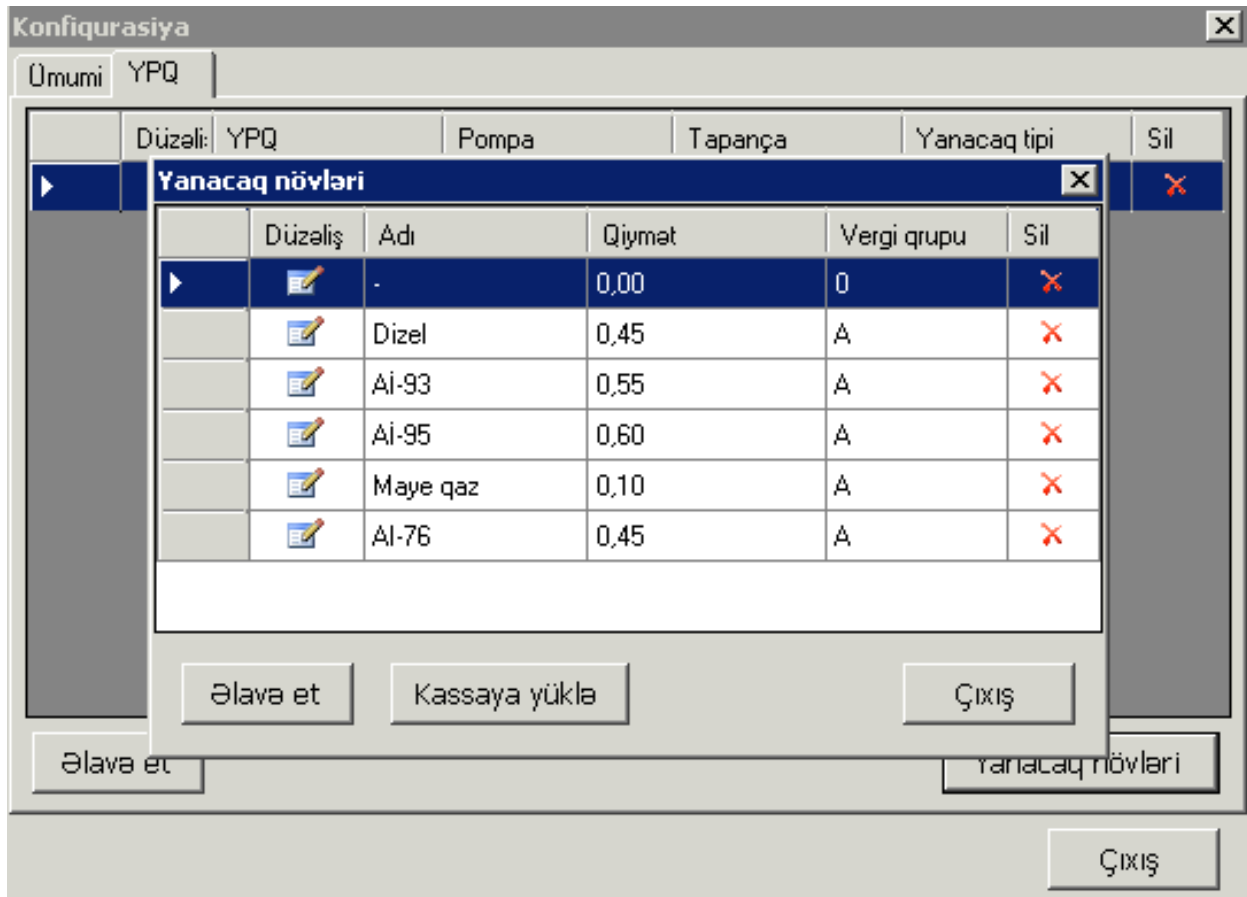 Konfiqurasiya
Ümumi YPQ
Düzəli: YPQ Pompa Tapança Yanacaq tipi Sil
Yanacaq növləri
Düzəliş Adı Qiymət Vergi qrupu Sil
- 0,00 0
Dizel 0,45 A
Aİ-93 0,55 A
Aİ-95 0,60 A
Maye qaz 0,10 A
AI-76 0,45 A
Əlavə et Kassaya yüklə Çıxış
Əlavə et Yanacaq növləri
Çıxış